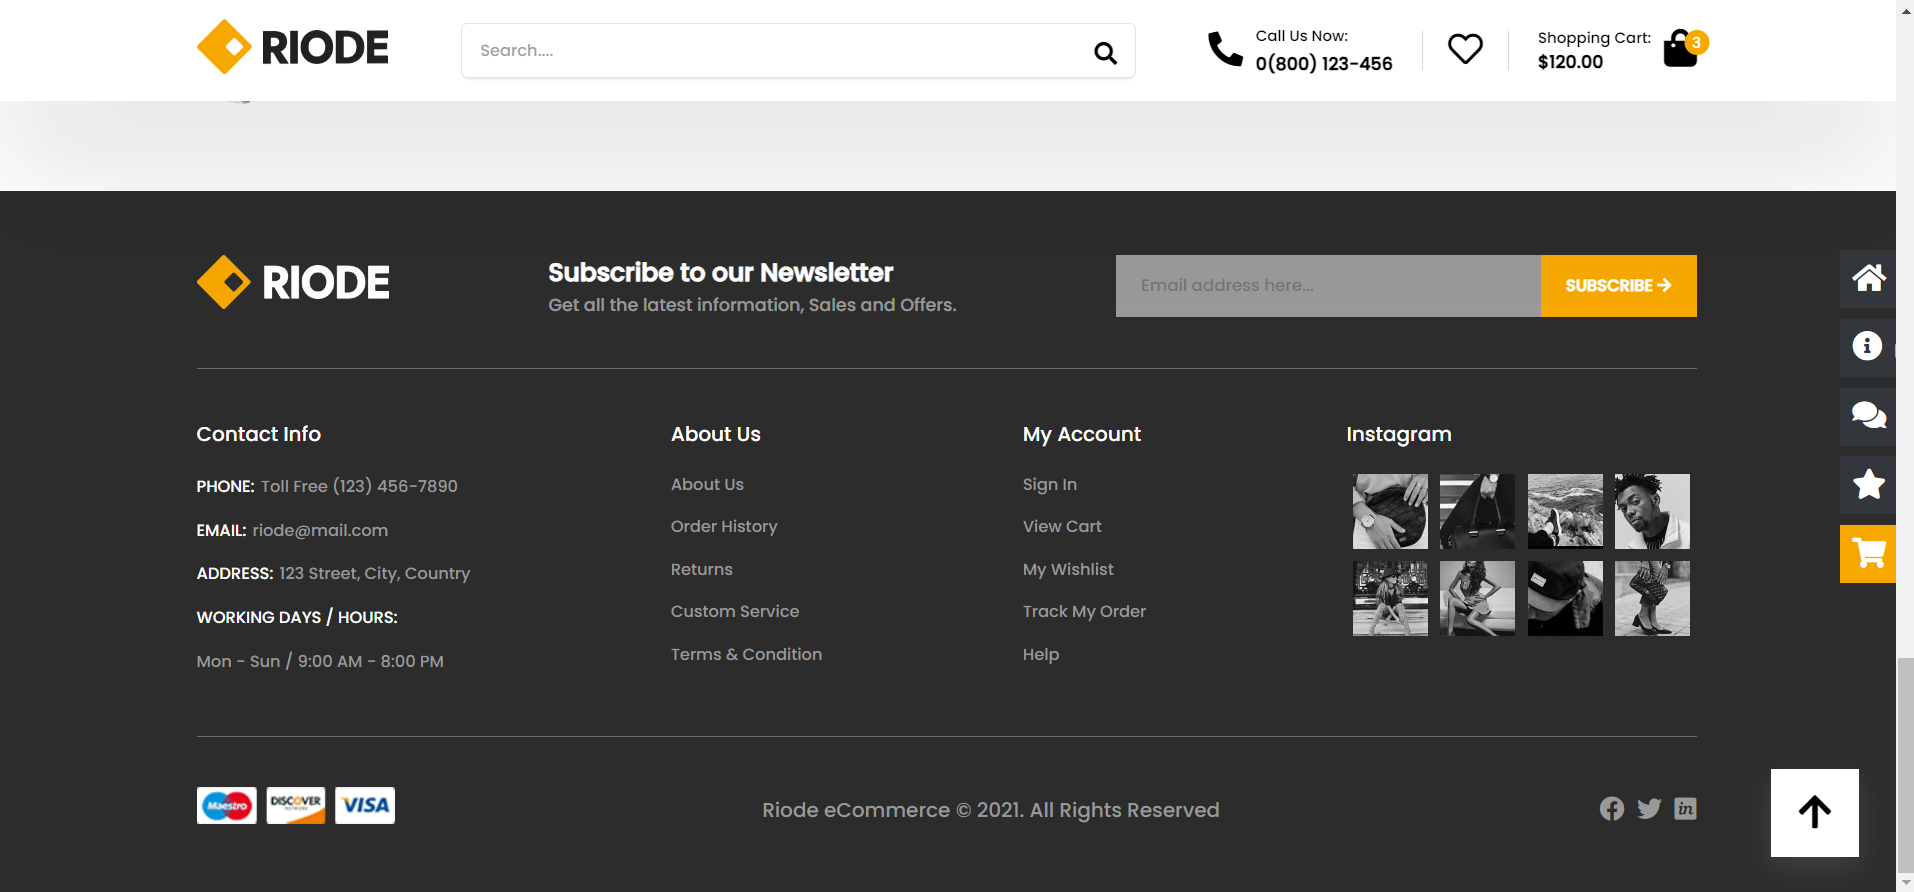 RIODE
Search....
Call Us Now:
0(800) 123-456
Shopping Cart:
$120.00
3
RIODE
Subscribe to our Newsletter
Get all the latest information, Sales and Offers.
Email address here...
SUBSCRIBE
Contact Info
PHONE: Toll Free (123) 456-7890
EMAIL: riode@mail.com
ADDRESS: 123 Street, City, Country
WORKING DAYS / HOURS:
Mon - Sun / 9:00 AM - 8:00 PM
About Us
About Us
Order History
Returns
Custom Service
Terms & Condition
My Account
Sign In
View Cart
My Wishlist
Track My Order
Help
Instagram
Maestro
DISCOVER
NETWORK
VISA
Riode eCommerce © 2021. All Rights Reserved
in